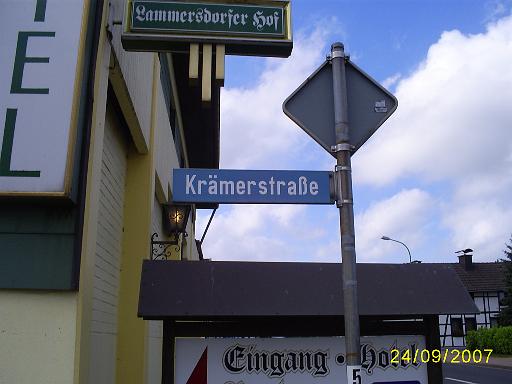 Lammersdorfer Hof
EL
Krämerstraße
Eingang · Hotel
5
24/09/2007